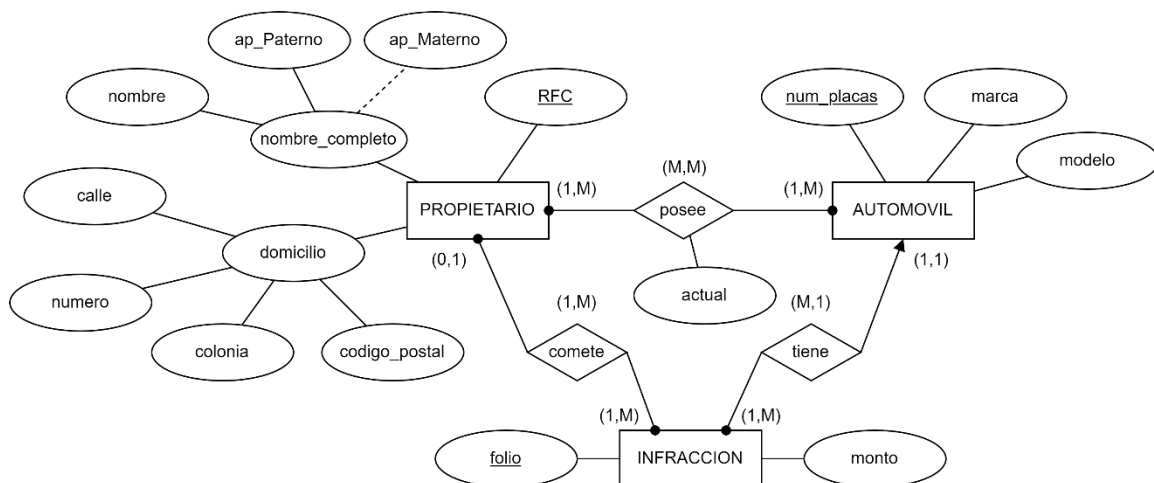 ap_Paterno
ap_Materno
nombre
RFC
num_placas
marca
nombre_completo
modelo
calle
(1,M)
(M,M)
(1,M)
PROPIETARIO
posee
AUTOMOVIL
domicilio
(0,1)
(1,1)
numero
actual
(1,M)
(M,1)
colonia
codigo_postal
comete
tiene
(1,M)
(1,M)
folio
INFRACCION
monto